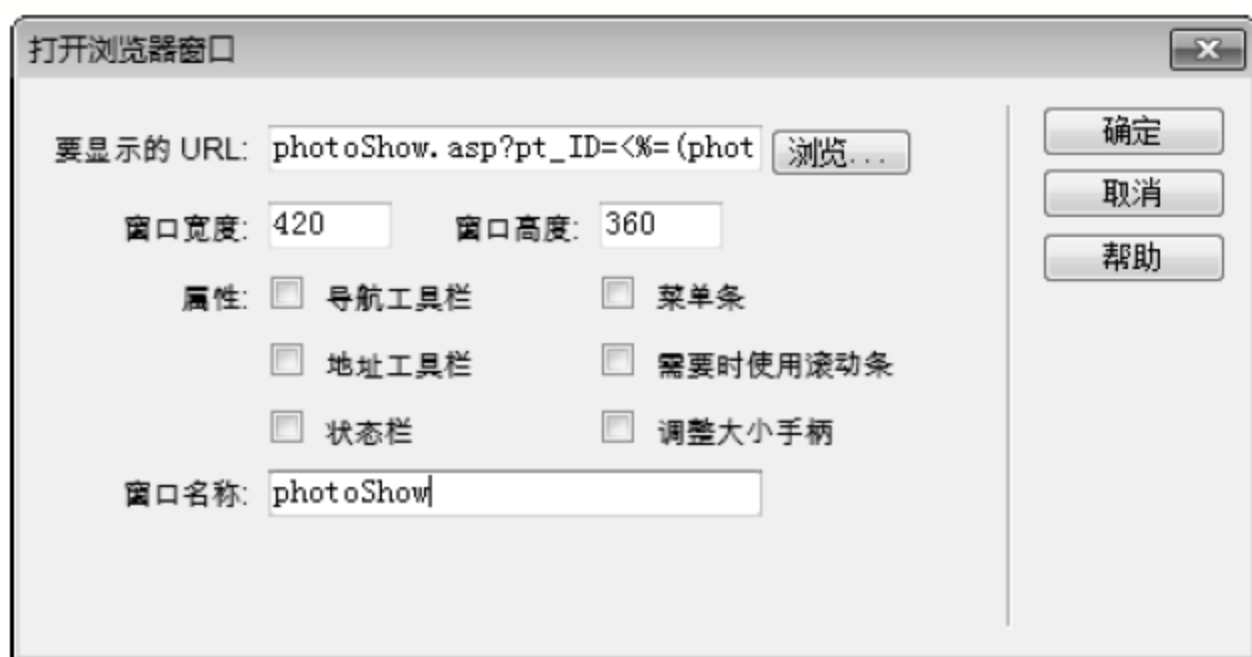 打开浏览器窗口
要显示的 URL: photoShow.asp?pt_ID=<%=(phot 浏览... 确定
取消
窗口宽度: 420 窗口高度: 360
帮助
属性: 导航工具栏 菜单条
地址工具栏 需要时使用滚动条
状态栏 调整大小手柄
窗口名称: photoShow